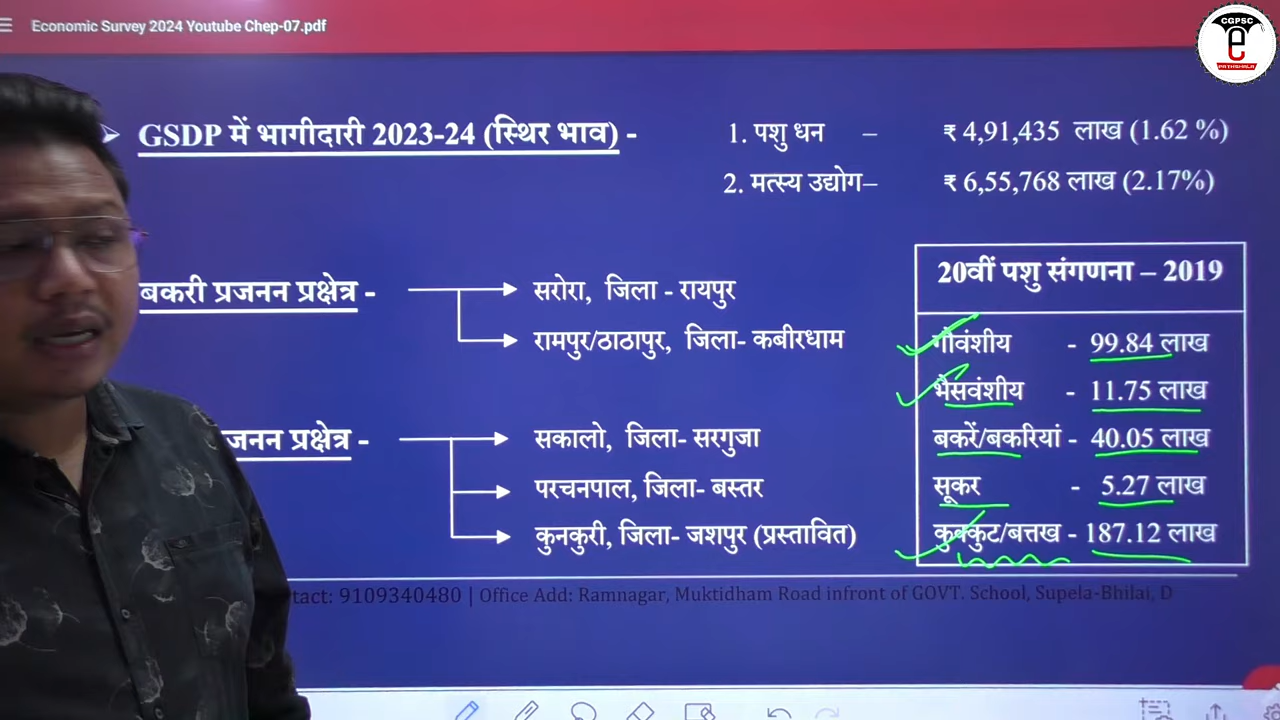 Economic Survey 2024 Youtube Chep-07.pdf
CGPSC
e
PATHSHALA
GSDP में भागीदारी 2023-24 (स्थिर भाव) -
1. पशु धन – ₹ 4,91,435 लाख (1.62 %)
2. मत्स्य उद्योग– ₹ 6,55,768 लाख (2.17%)
बकरी प्रजनन प्रक्षेत्र -
सरोरा, जिला - रायपुर
रामपुर/ठाठापुर, जिला- कबीरधाम
जनन प्रक्षेत्र -
सकालो, जिला- सरगुजा
परचनपाल, जिला- बस्तर
कुनकुरी, जिला- जशपुर (प्रस्तावित)
20वीं पशु संगणना – 2019
गौवंशीय - 99.84 लाख
भैसवंशीय - 11.75 लाख
बकरें/बकरियां - 40.05 लाख
सूकर - 5.27 लाख
कुक्कुट/बत्तख - 187.12 लाख
tact: 9109340480 | Office Add: Ramnagar, Muktidham Road infront of GOVT. School, Supela-Bhilai, D